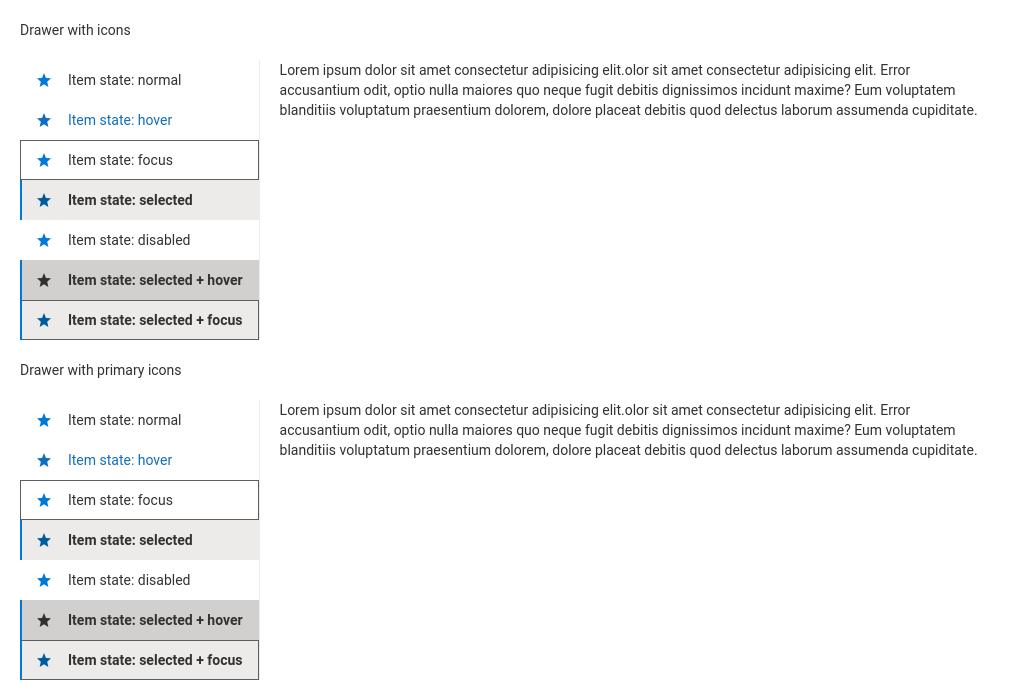 Drawer with icons
Item state: normal
Item state: hover
Item state: focus
Item state: selected
Item state: disabled
Item state: selected + hover
Item state: selected + focus
Lorem ipsum dolor sit amet consectetur adipisicing elit.olor sit amet consectetur adipisicing elit. Error
accusantium odit, optio nulla maiores quo neque fugit debitis dignissimos incidunt maxime? Eum voluptatem
blanditiis voluptatum praesentium dolorem, dolore placeat debitis quod delectus laborum assumenda cupiditate.
Drawer with primary icons
Item state: normal
Item state: hover
Item state: focus
Item state: selected
Item state: disabled
Item state: selected + hover
Item state: selected + focus
Lorem ipsum dolor sit amet consectetur adipisicing elit.olor sit amet consectetur adipisicing elit. Error
accusantium odit, optio nulla maiores quo neque fugit debitis dignissimos incidunt maxime? Eum voluptatem
blanditiis voluptatum praesentium dolorem, dolore placeat debitis quod delectus laborum assumenda cupiditate.